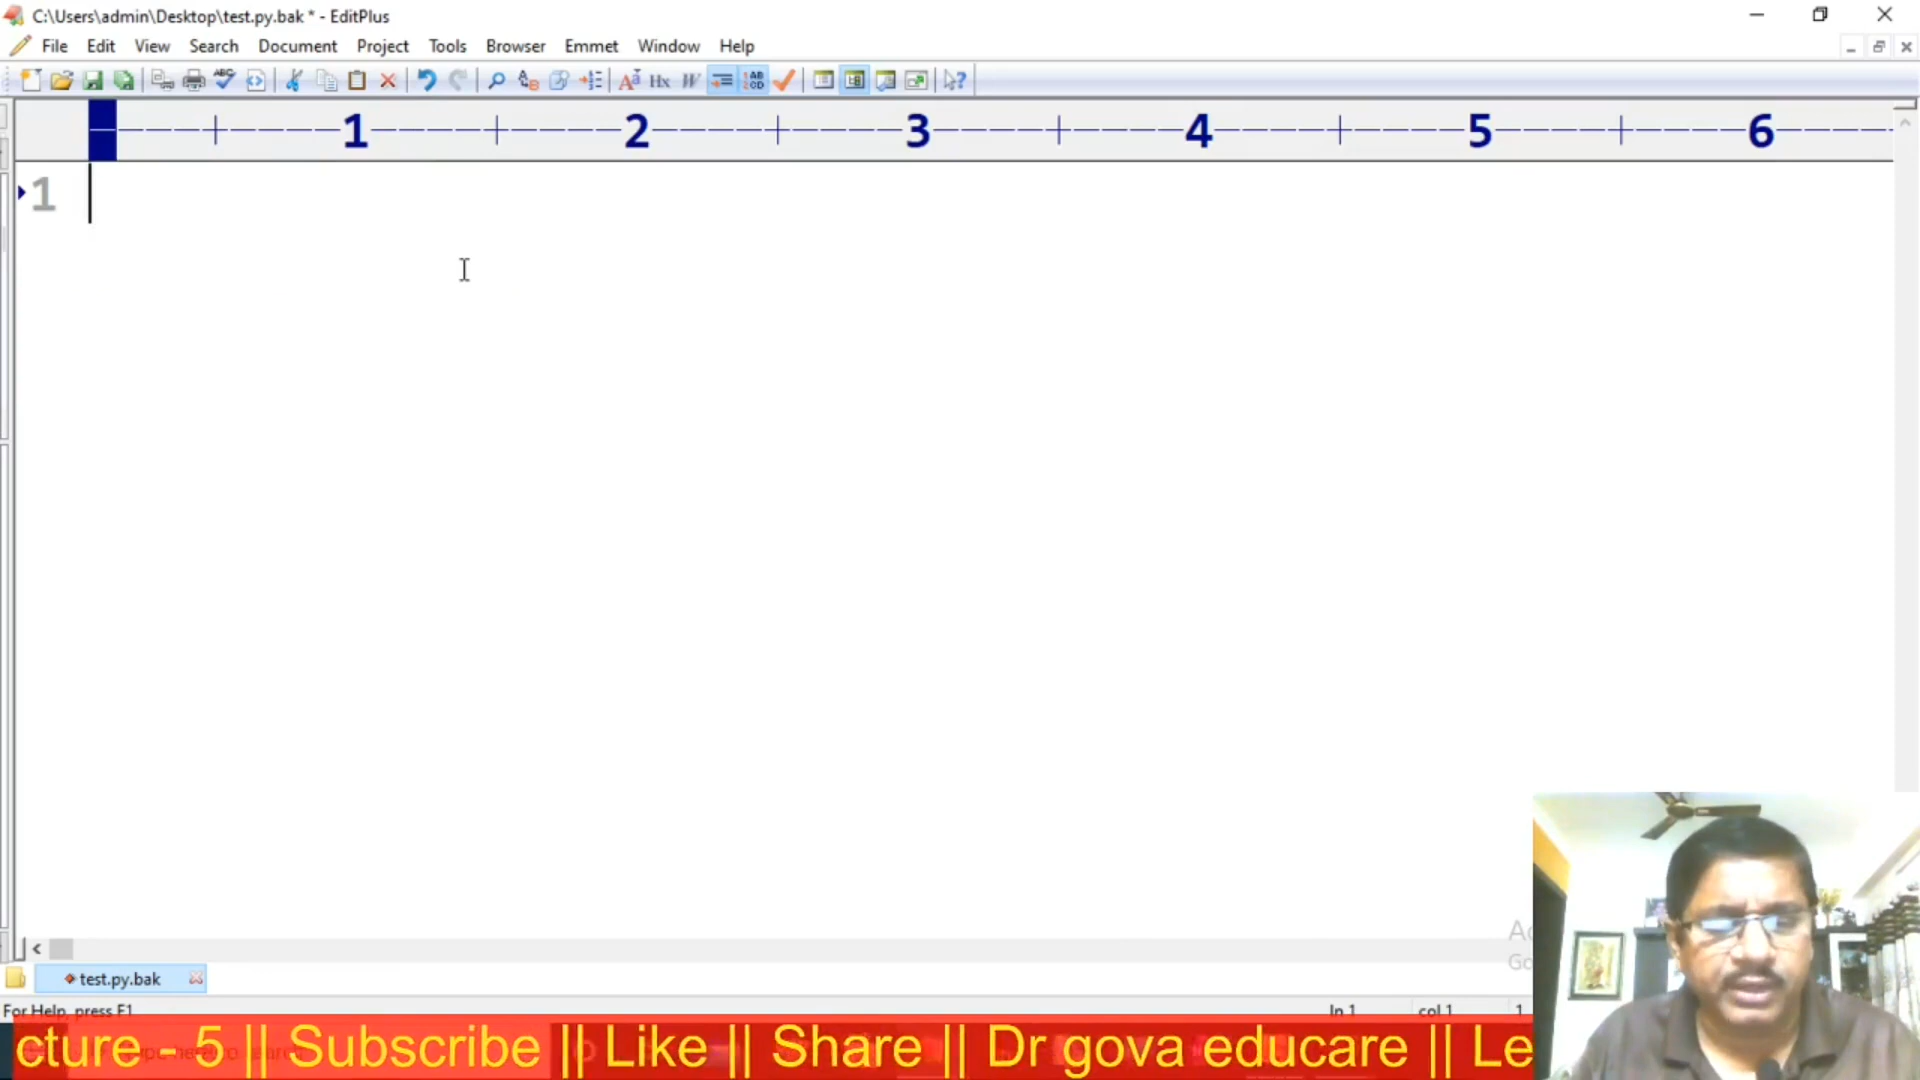 C:\Users\admin\Desktop\test.py.bak * - EditPlus
File Edit View Search Document Project Tools Browser Emmet Window Help
1 2 3 4 5 6
1
test.py.bak
For Help, press F1 ln 1 col 1 1
cture - 5 || Subscribe || Like || Share || Dr gova educare || Le